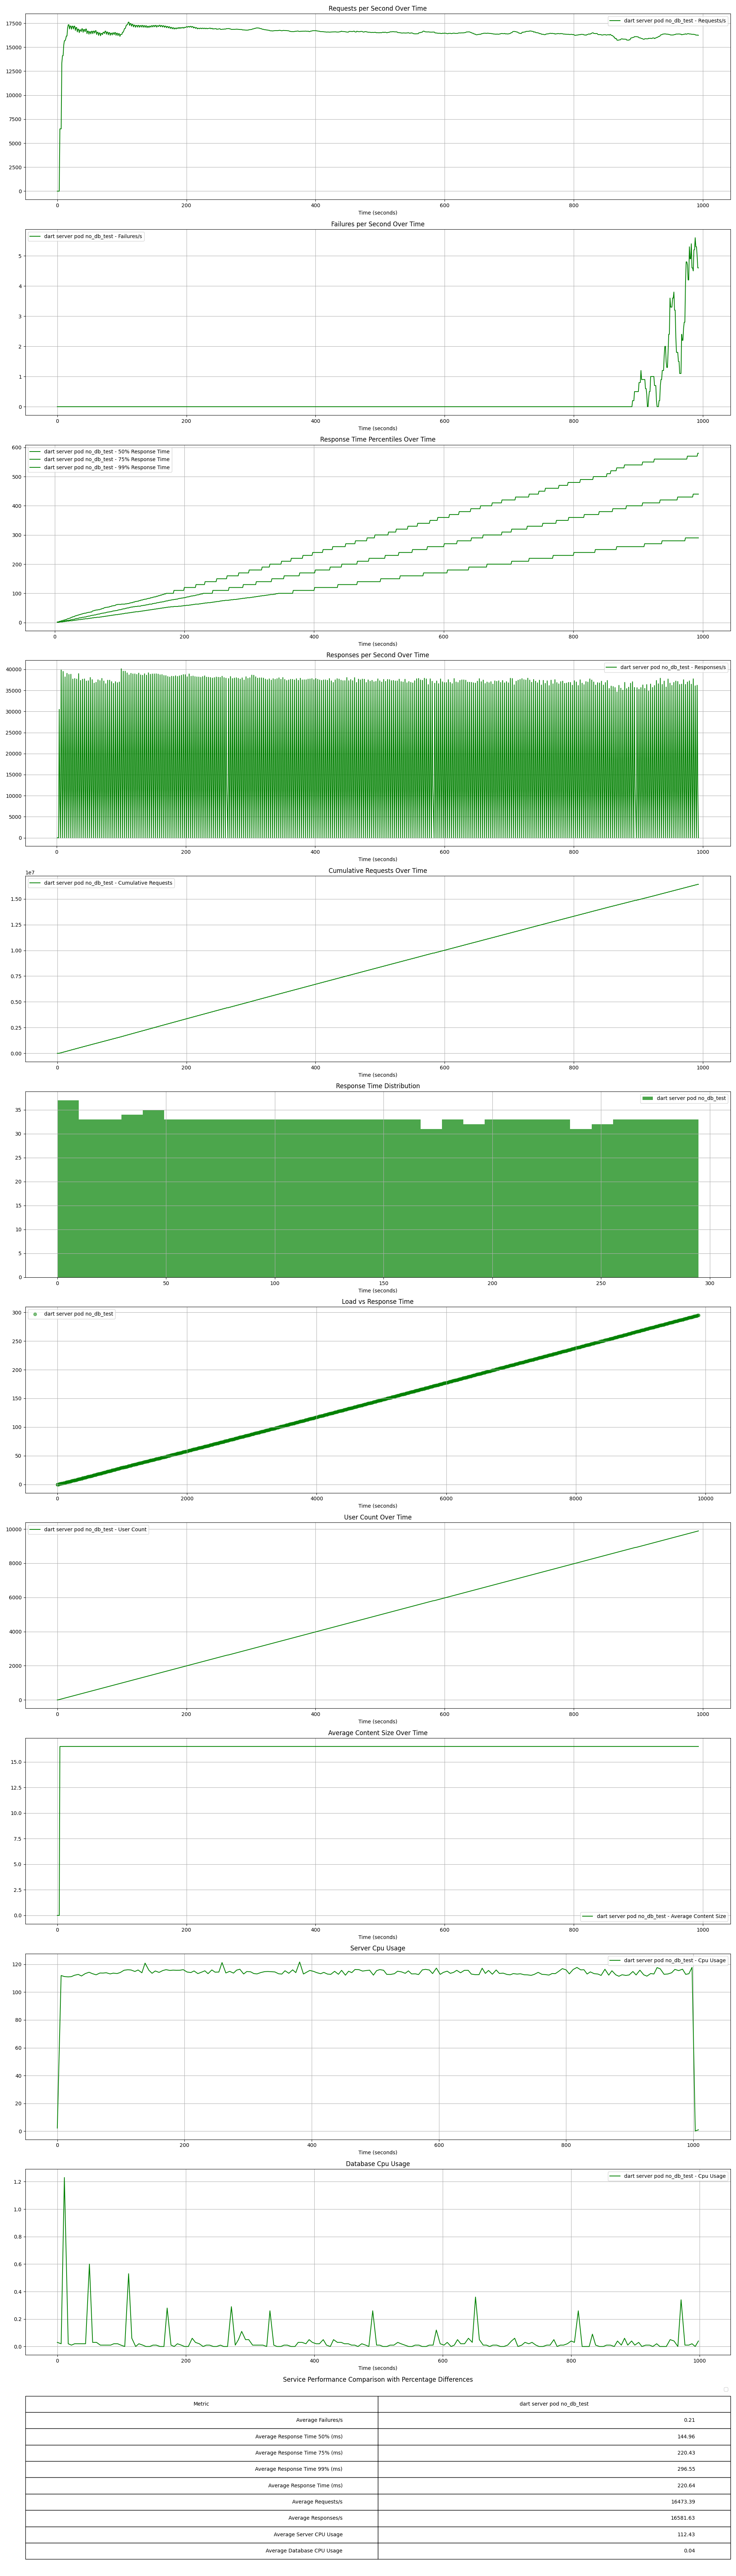 Requests per Second Over Time
dart server pod no_db_test - Requests/s
17500
15000
12500
10000
7500
5000
2500
0
0 200 400 600 800 1000
Time (seconds)
Failures per Second Over Time
dart server pod no_db_test - Failures/s
5
4
3
2
1
0
0 200 400 600 800 1000
Time (seconds)
Response Time Percentiles Over Time
dart server pod no_db_test - 50% Response Time
dart server pod no_db_test - 75% Response Time
dart server pod no_db_test - 99% Response Time
600
500
400
300
200
100
0
0 200 400 600 800 1000
Time (seconds)
Responses per Second Over Time
dart server pod no_db_test - Responses/s
40000
35000
30000
25000
20000
15000
10000
5000
0
0 200 400 600 800 1000
Time (seconds)
Cumulative Requests Over Time
1e7
dart server pod no_db_test - Cumulative Requests
1.50
1.25
1.00
0.75
0.50
0.25
0.00
0 200 400 600 800 1000
Time (seconds)
Response Time Distribution
dart server pod no_db_test
35
30
25
20
15
10
5
0
0 50 100 150 200 250 300
Time (seconds)
Load vs Response Time
dart server pod no_db_test
300
250
200
150
100
50
0
0 2000 4000 6000 8000 10000
Time (seconds)
User Count Over Time
dart server pod no_db_test - User Count
10000
8000
6000
4000
2000
0
0 200 400 600 800 1000
Time (seconds)
Average Content Size Over Time
15.0
12.5
10.0
7.5
5.0
2.5
0.0
dart server pod no_db_test - Average Content Size
0 200 400 600 800 1000
Time (seconds)
Server Cpu Usage
dart server pod no_db_test - Cpu Usage
120
100
80
60
40
20
0
0 200 400 600 800 1000
Time (seconds)
Database Cpu Usage
dart server pod no_db_test - Cpu Usage
1.2
1.0
0.8
0.6
0.4
0.2
0.0
0 200 400 600 800 1000
Time (seconds)
Service Performance Comparison with Percentage Differences
Metric dart server pod no_db_test
Average Failures/s 0.21
Average Response Time 50% (ms) 144.96
Average Response Time 75% (ms) 220.43
Average Response Time 99% (ms) 296.55
Average Response Time (ms) 220.64
Average Requests/s 16473.39
Average Responses/s 16581.63
Average Server CPU Usage 112.43
Average Database CPU Usage 0.04